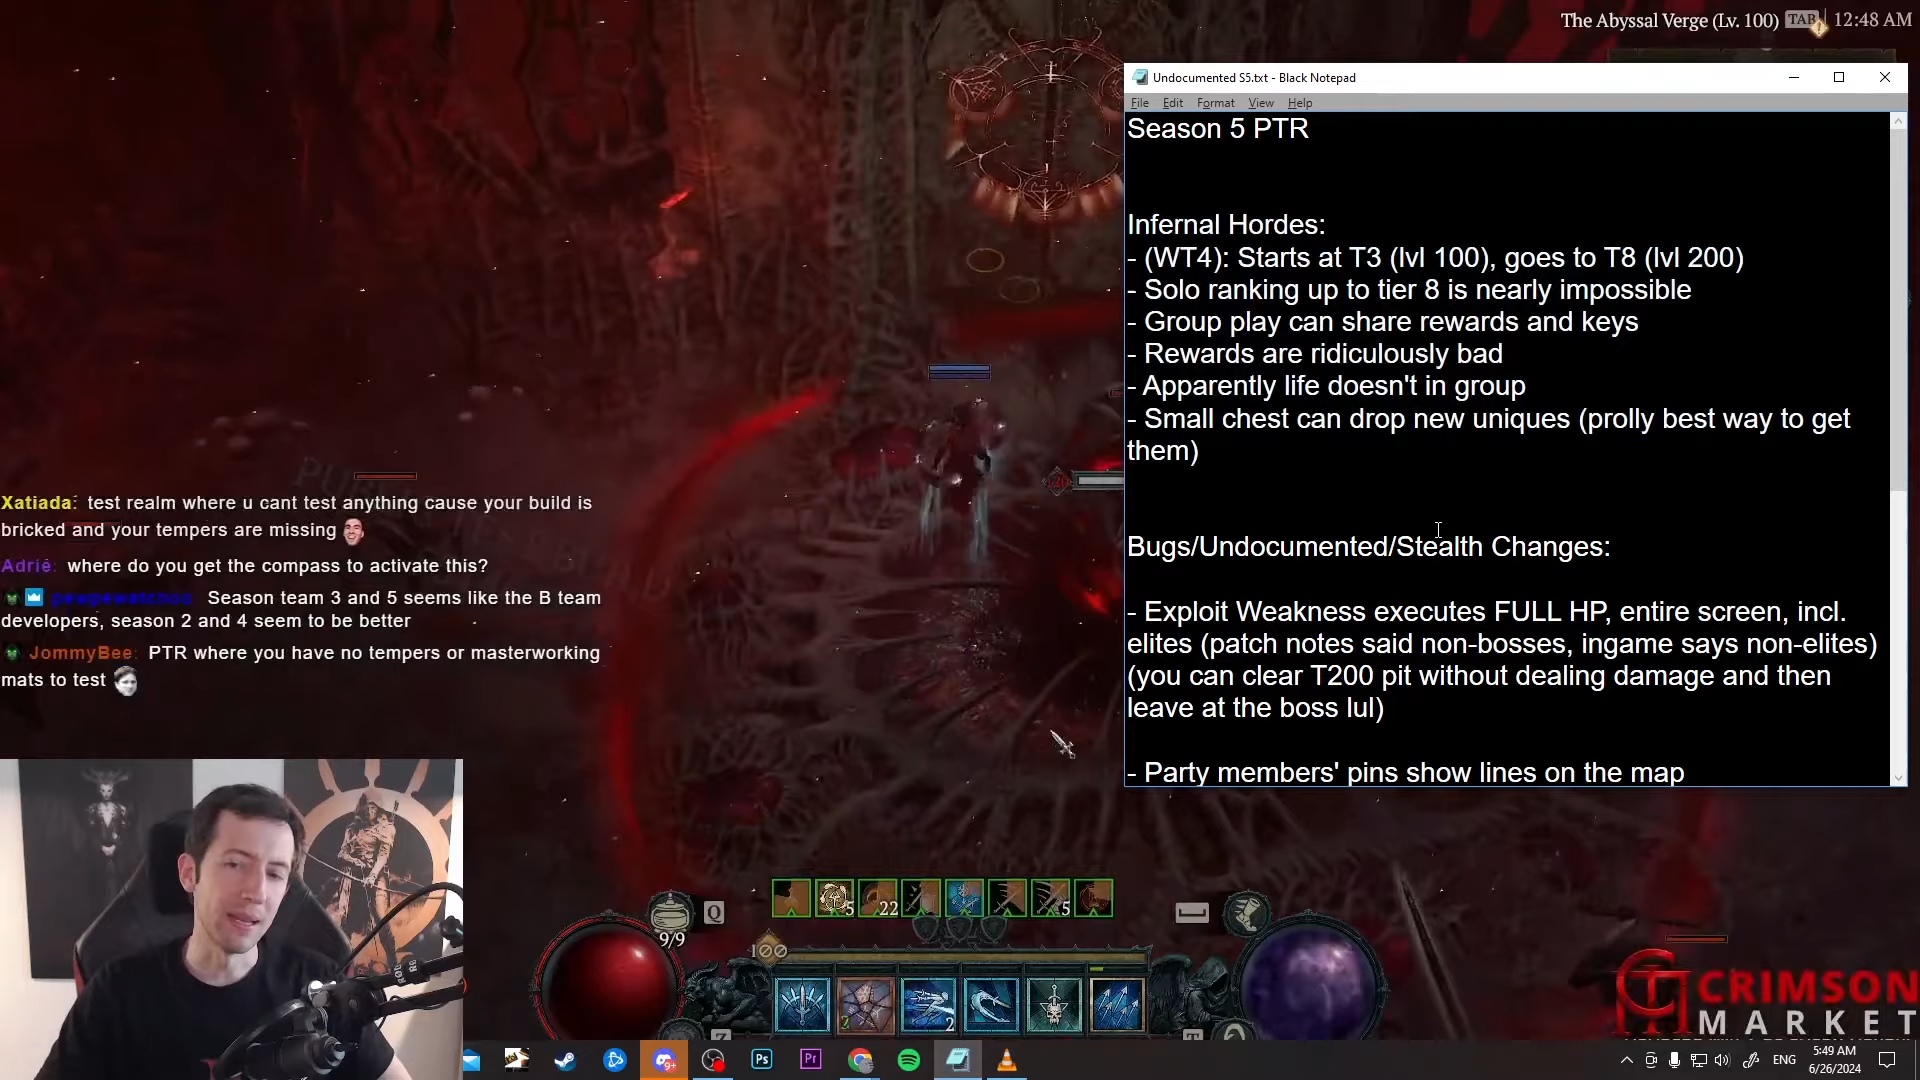 The Abyssal Verge (Lv. 100) TAB 12:48 AM
Undocumented S5.txt - Black Notepad
File Edit Format View Help
Season 5 PTR
Infernal Hordes:
- (WT4): Starts at T3 (lvl 100), goes to T8 (lvl 200)
- Solo ranking up to tier 8 is nearly impossible
- Group play can share rewards and keys
- Rewards are ridiculously bad
- Apparently life doesn't in group
- Small chest can drop new uniques (prolly best way to get
them)
Bugs/Undocumented/Stealth Changes:
- Exploit Weakness executes FULL HP, entire screen, incl.
elites (patch notes said non-bosses, ingame says non-elites)
(you can clear T200 pit without dealing damage and then
leave at the boss lul)
- Party members' pins show lines on the map
Xatiada: test realm where u cant test anything cause your build is
bricked and your tempers are missing
Adrië: where do you get the compass to activate this?
Season team 3 and 5 seems like the B team
developers, season 2 and 4 seem to be better
JommyBee: PTR where you have no tempers or masterworking
mats to test
5 22 5
Q
9/9
100
2 2
Z T
CRIMSON
MARKET
9+ Ps Pr
ENG
5:49 AM
6/26/2024